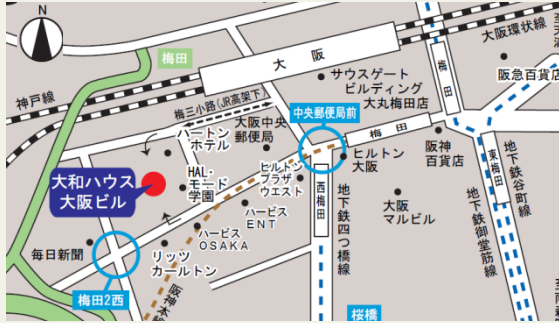 N
梅田
大阪
大阪環状線
至天
阪急百貨店
神戸線
サウスゲート
ビルディング
大丸梅田店
梅三小路(JR高架下)
中央郵便局前
梅田
梅田
ハートン
ホテル
大阪中央
郵便局
阪神
百貨店
ヒルトン
大阪
ヒルトン
プラザ
ウエスト
大和ハウス
大阪ビル
HAL・
モード
学園
西梅田
地下鉄四つ橋線
大阪
マルビル
東梅田
地下鉄谷町線
地下鉄御堂筋線
ハービス
ENT
ハービス
OSAKA
毎日新聞
リッツ
カールトン
梅田2西
阪神本線
桜橋